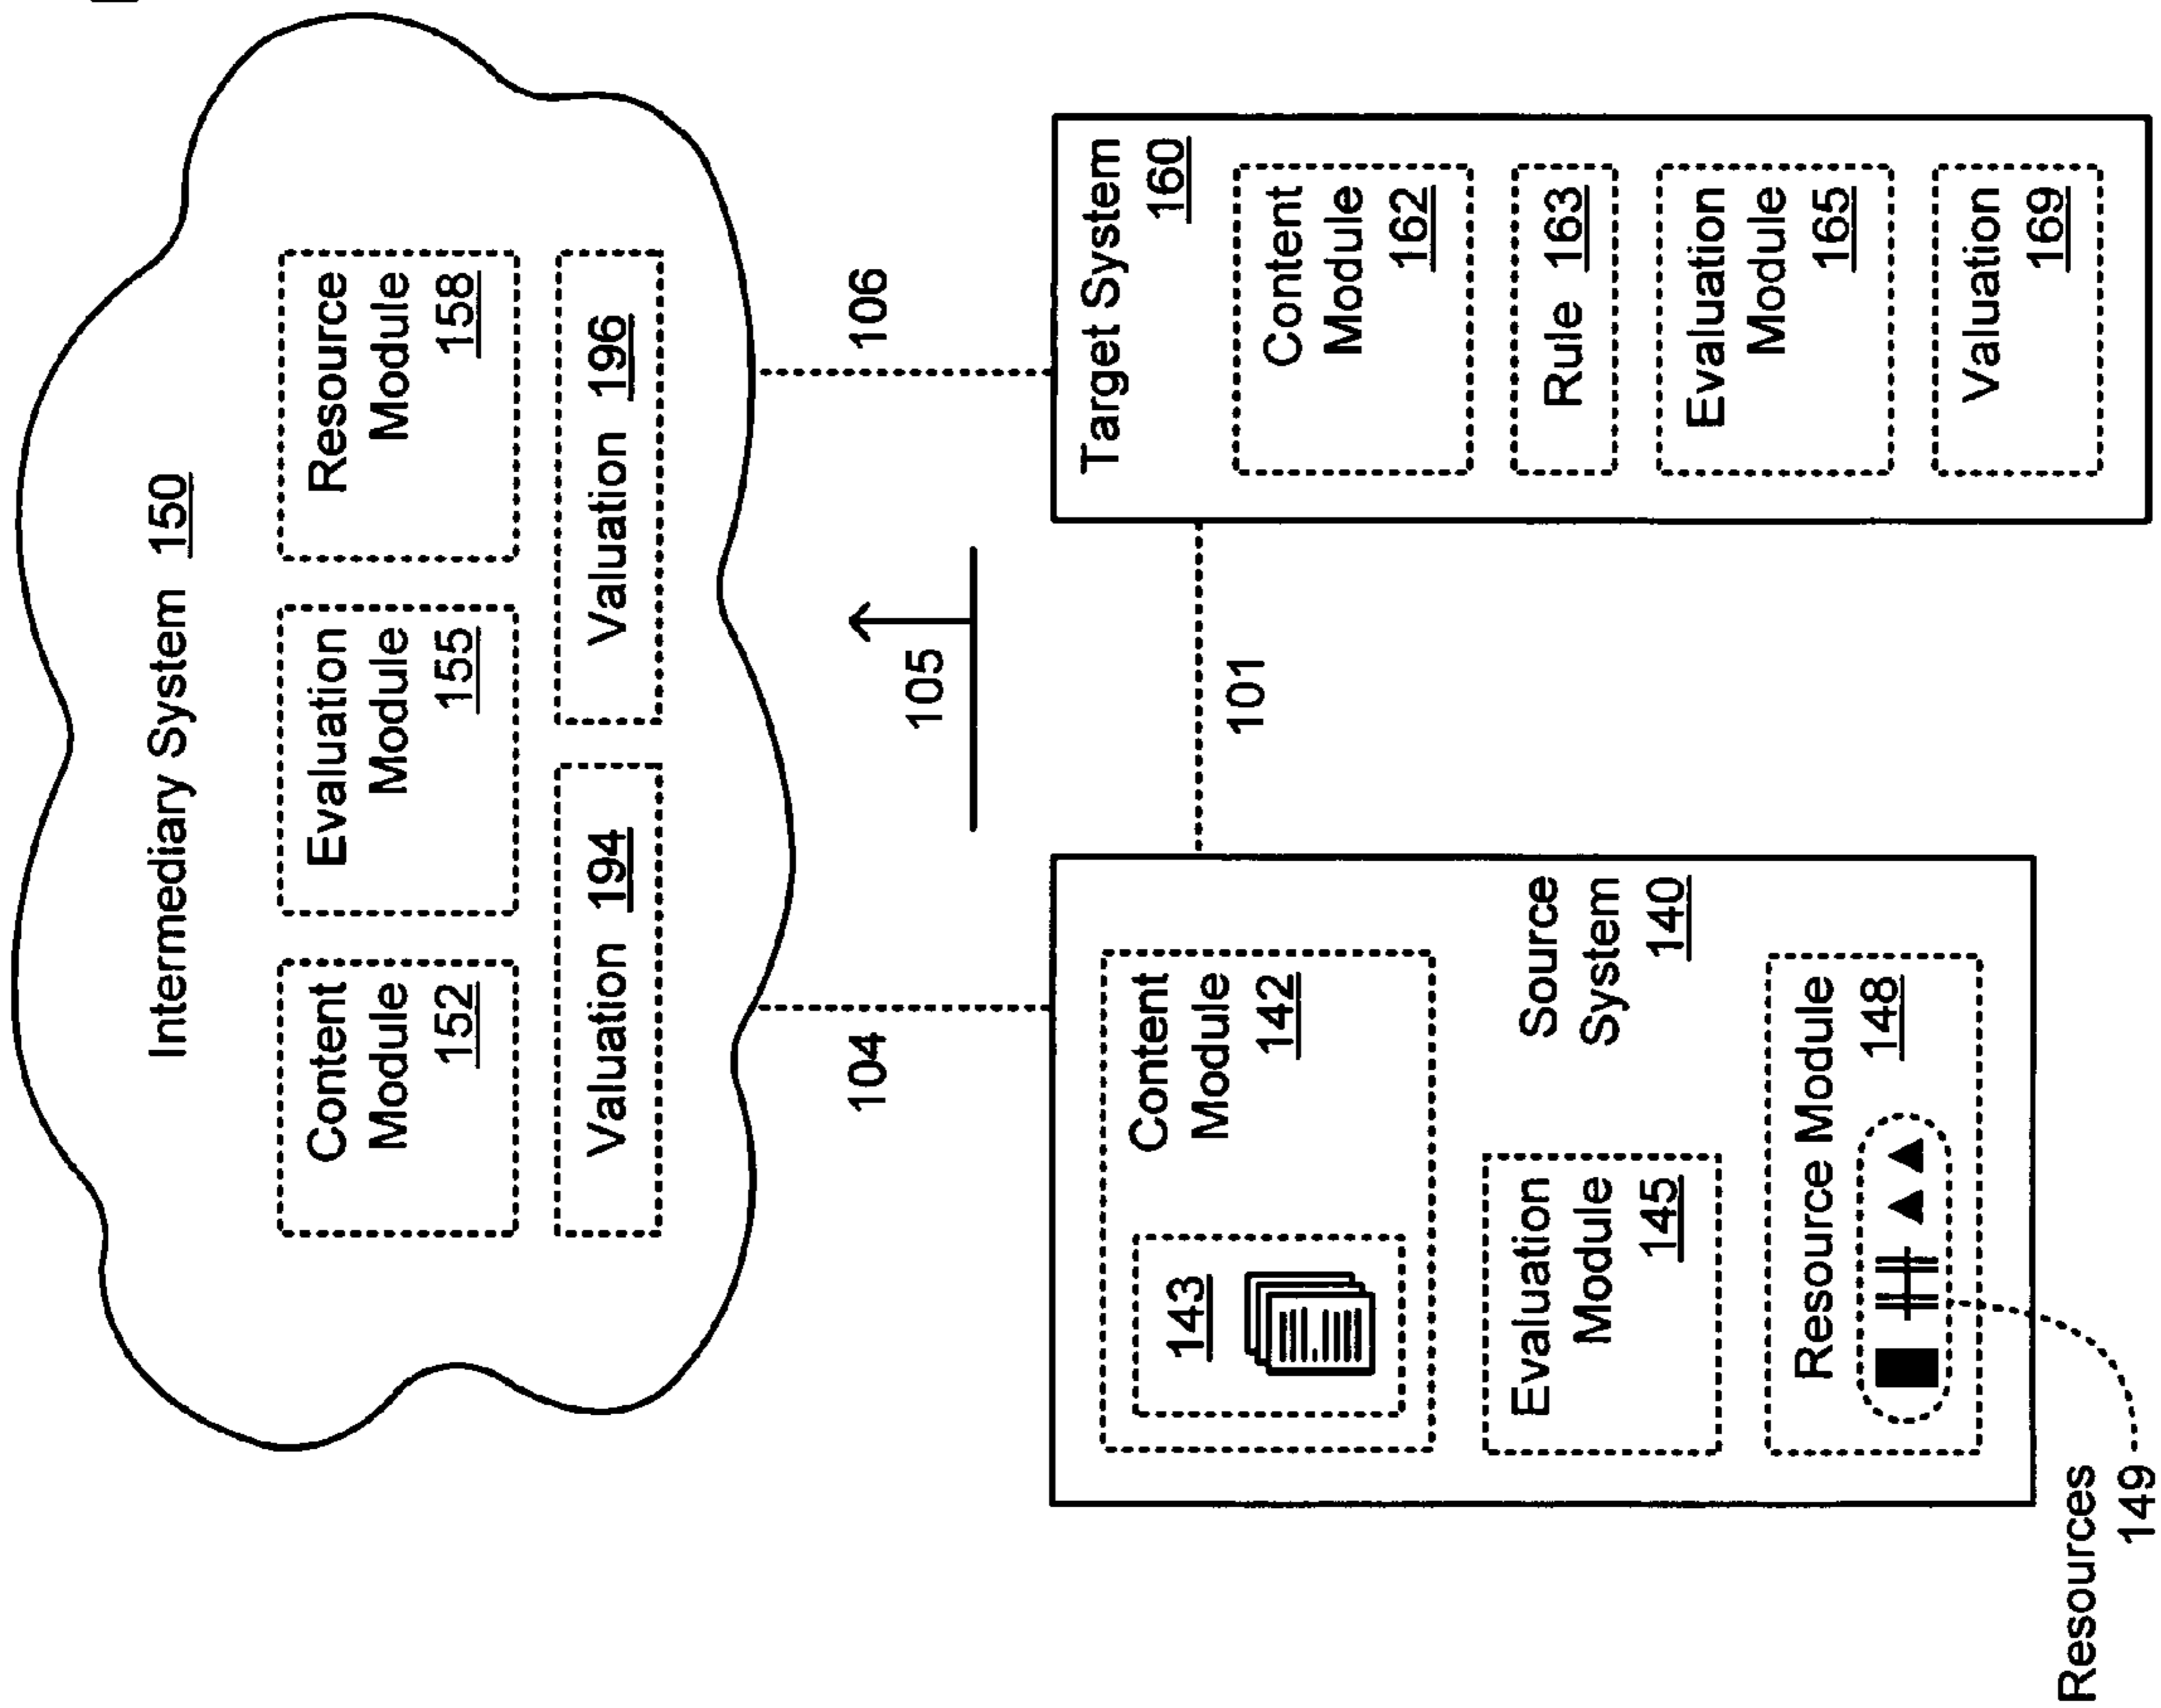 Intermediary System 150
Content
Module
152
Evaluation
Module
155
Resource
Module
158
Valuation 194
Valuation 196
104
105
106
101
Content
Module
142
143
Evaluation
Module
145
Source
System
140
Resource Module
148
Resources
149
Target System
160
Content
Module
162
Rule 163
Evaluation
Module
165
Valuation
169